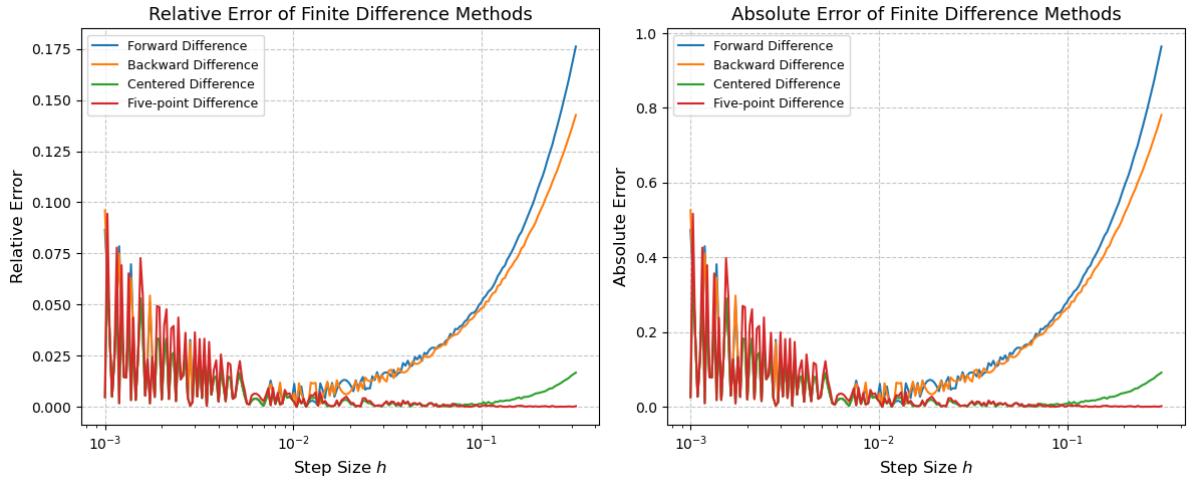 Relative Error of Finite Difference Methods
Forward Difference
Backward Difference
Centered Difference
Five-point Difference
Relative Error
0.175
0.150
0.125
0.100
0.075
0.050
0.025
0.000
10⁻³
10⁻²
10⁻¹
Step Size h
Absolute Error of Finite Difference Methods
Forward Difference
Backward Difference
Centered Difference
Five-point Difference
Absolute Error
1.0
0.8
0.6
0.4
0.2
0.0
10⁻³
10⁻²
10⁻¹
Step Size h